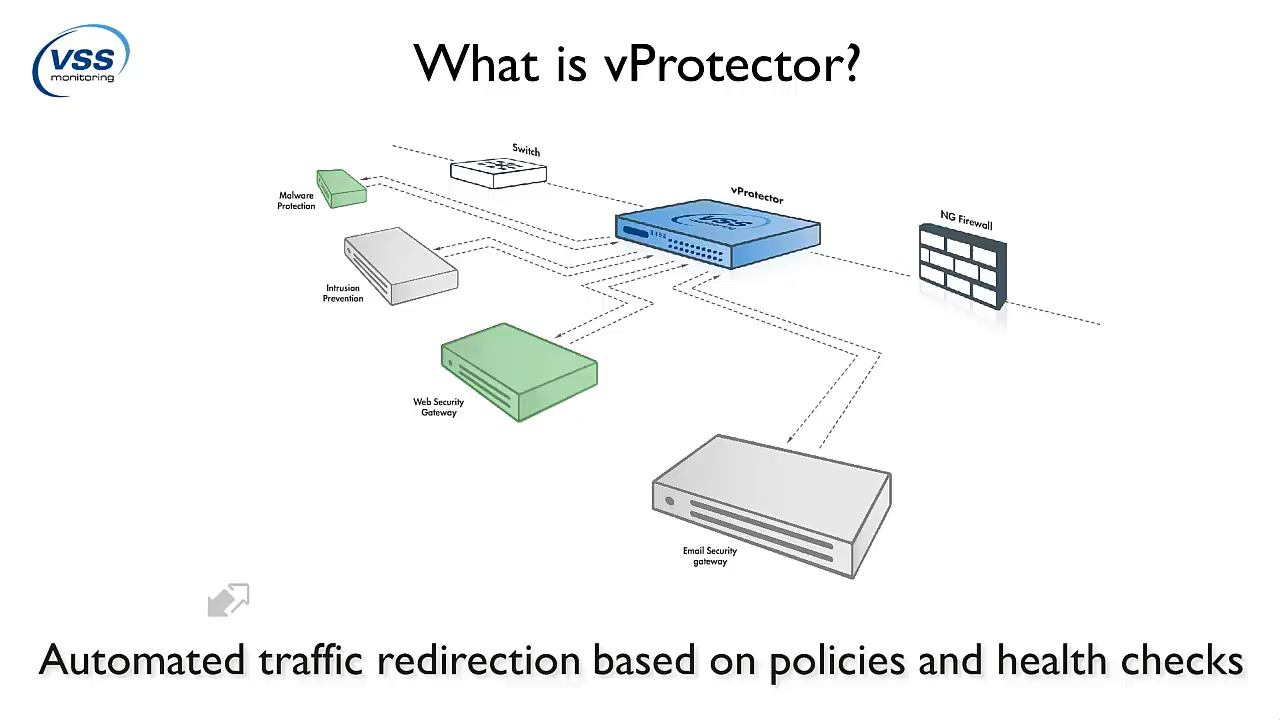 VSS
monitoring
What is vProtector?
Switch
Malware
Protection
vProtector
VSS
NG Firewall
Intrusion
Prevention
Web Security
Gateway
Email Security
gateway
Automated traffic redirection based on policies and health checks